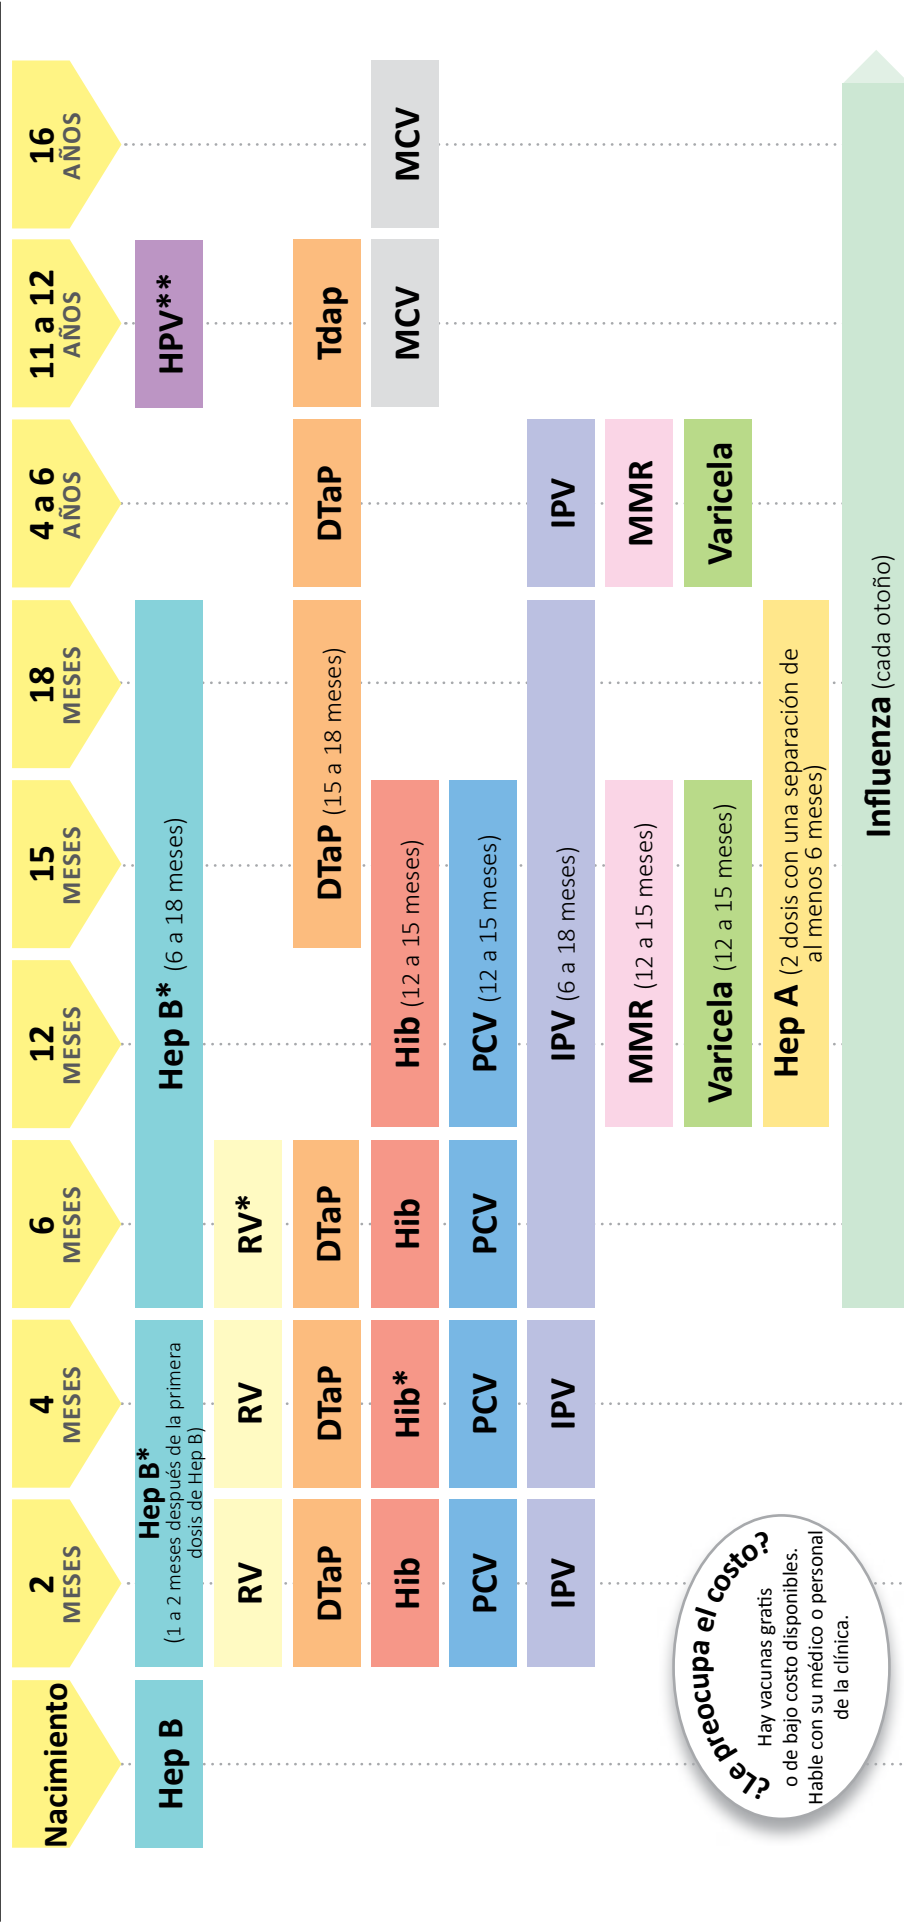 Nacimiento
2
MESES
4
MESES
6
MESES
12
MESES
15
MESES
18
MESES
4 a 6
AÑOS
11 a 12
AÑOS
16
AÑOS
Hep B
Hep B*
(1 a 2 meses después de la primera
dosis de Hep B)
Hep B* (6 a 18 meses)
HPV**
RV
RV
RV*
DTaP
DTaP
DTaP
DTaP (15 a 18 meses)
DTaP
Tdap
Hib
Hib*
Hib
Hib (12 a 15 meses)
MCV
MCV
PCV
PCV
PCV
PCV (12 a 15 meses)
IPV
IPV
IPV (6 a 18 meses)
IPV
MMR (12 a 15 meses)
MMR
Varicela (12 a 15 meses)
Varicela
Hep A (2 dosis con una separación de
al menos 6 meses)
Influenza (cada otoño)
¿Le preocupa el costo?
Hay vacunas gratis
o de bajo costo disponibles.
Hable con su médico o personal
de la clínica.